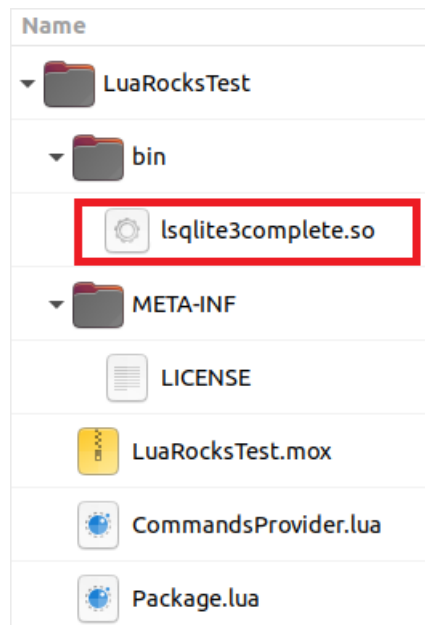 Name
LuaRocksTest
bin
lsqlite3complete.so
META-INF
LICENSE
LuaRocksTest.mox
CommandsProvider.lua
Package.lua